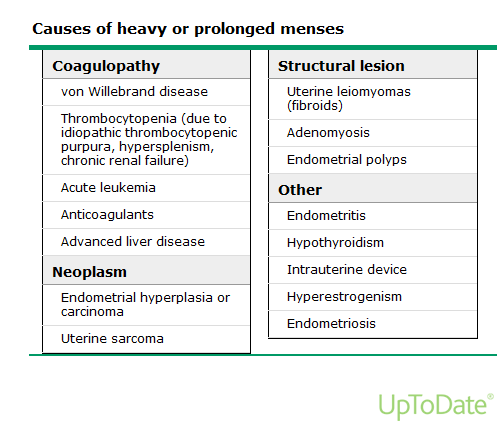 Causes of heavy or prolonged menses
Coagulopathy
von Willebrand disease
Thrombocytopenia (due to
idiopathic thrombocytopenic
purpura, hypersplenism,
chronic renal failure)
Acute leukemia
Anticoagulants
Advanced liver disease
Neoplasm
Endometrial hyperplasia or
carcinoma
Uterine sarcoma
Structural lesion
Uterine leiomyomas
(fibroids)
Adenomyosis
Endometrial polyps
Other
Endometritis
Hypothyroidism
Intrauterine device
Hyperestrogenism
Endometriosis
UpToDate®